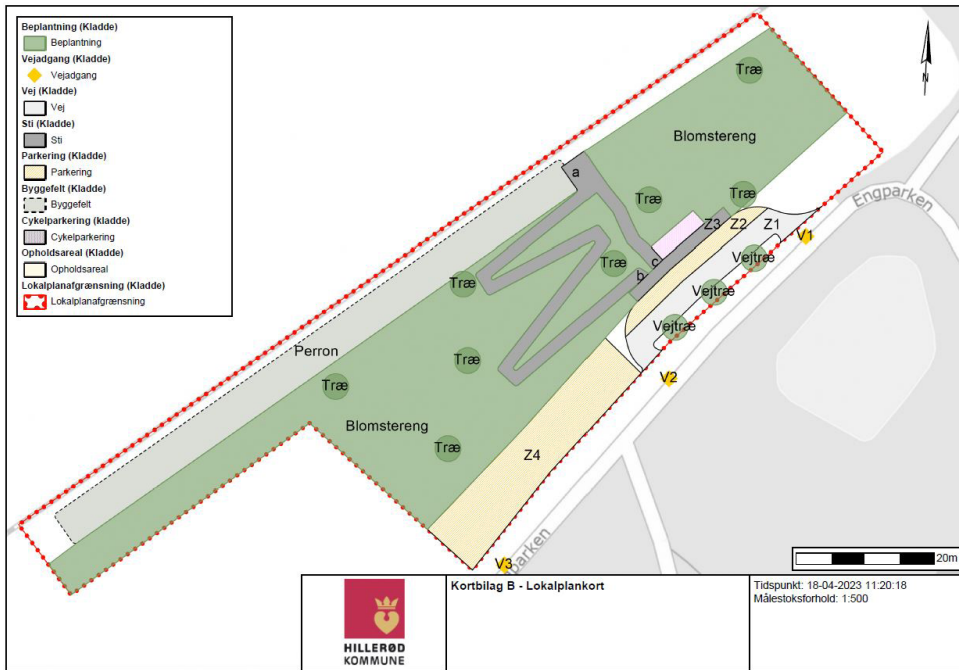 Beplantning (Kladde)
Beplantning
Vejadgang (Kladde)
Vejadgang
Vej (Kladde)
Vej
Sti (Kladde)
Sti
Parkering (Kladde)
Parkering
Byggefelt (Kladde)
Byggefelt
Cykelparkering (kladde)
Cykelparkering
Opholdsareal (Kladde)
Opholdsareal
Lokalplanafgrænsning (Kladde)
Lokalplanafgrænsning
N
Træ
Blomstereng
a
Træ
Træ
Engparken
Z3
Z2
Z1
V1
c
b
Træ
Vejtræ
Træ
Vejtræ
Vejtræ
Perron
Træ
Træ
V2
Blomstereng
Træ
Z4
parken
V3
20m
HILLERØD
KOMMUNE
Kortbilag B - Lokalplankort
Tidspunkt: 18-04-2023 11:20:18
Målestoksforhold: 1:500